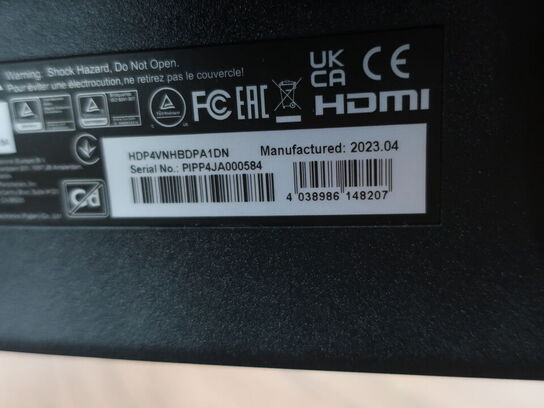 Warning. Shock Hazard, Do Not Open.
Pour éviter une électrocution,ne retirez pas le couvercle!
UK
CA CE
FC EAC HDMI
HDP4VNHBDPA1DN Manufactured: 2023.04
Serial No.: PIPP4JA000584
4 038986 148207
Cd